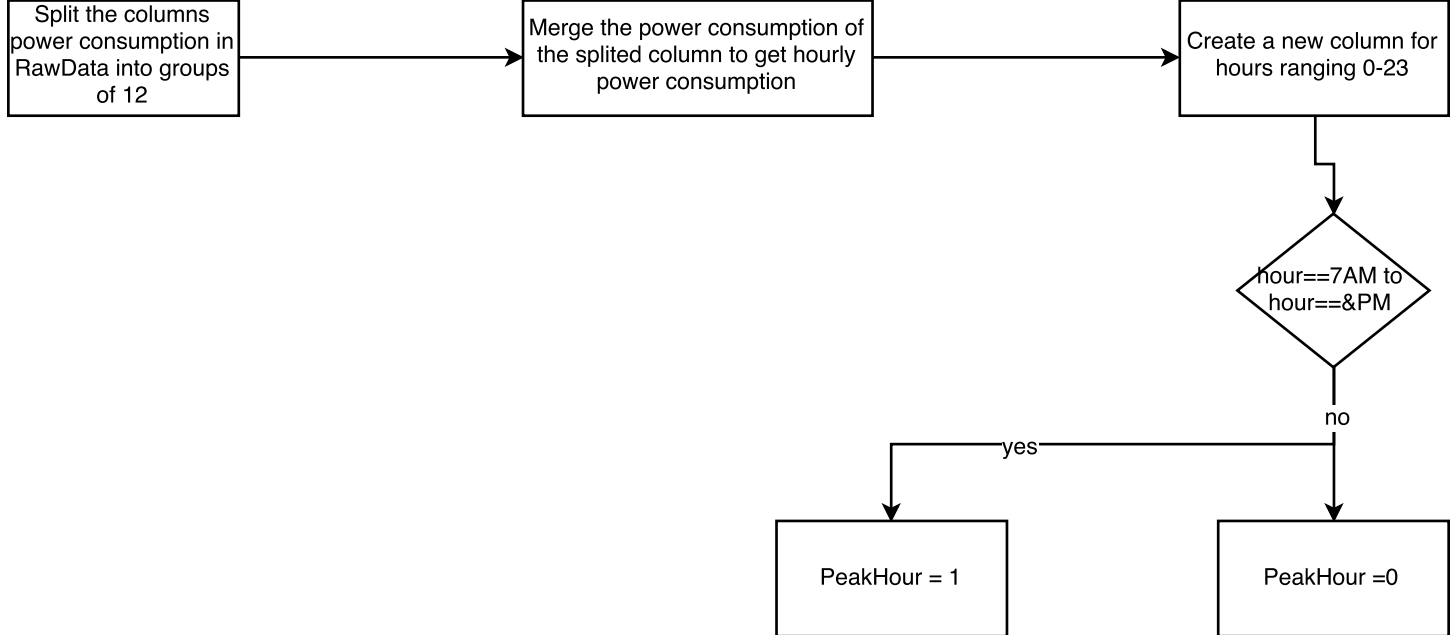 Split the columns
power consumption in
RawData into groups
of 12
Merge the power consumption of
the splited column to get hourly
power consumption
Create a new column for
hours ranging 0-23
hour==7AM to
hour==&PM
no
yes
PeakHour = 1
PeakHour =0